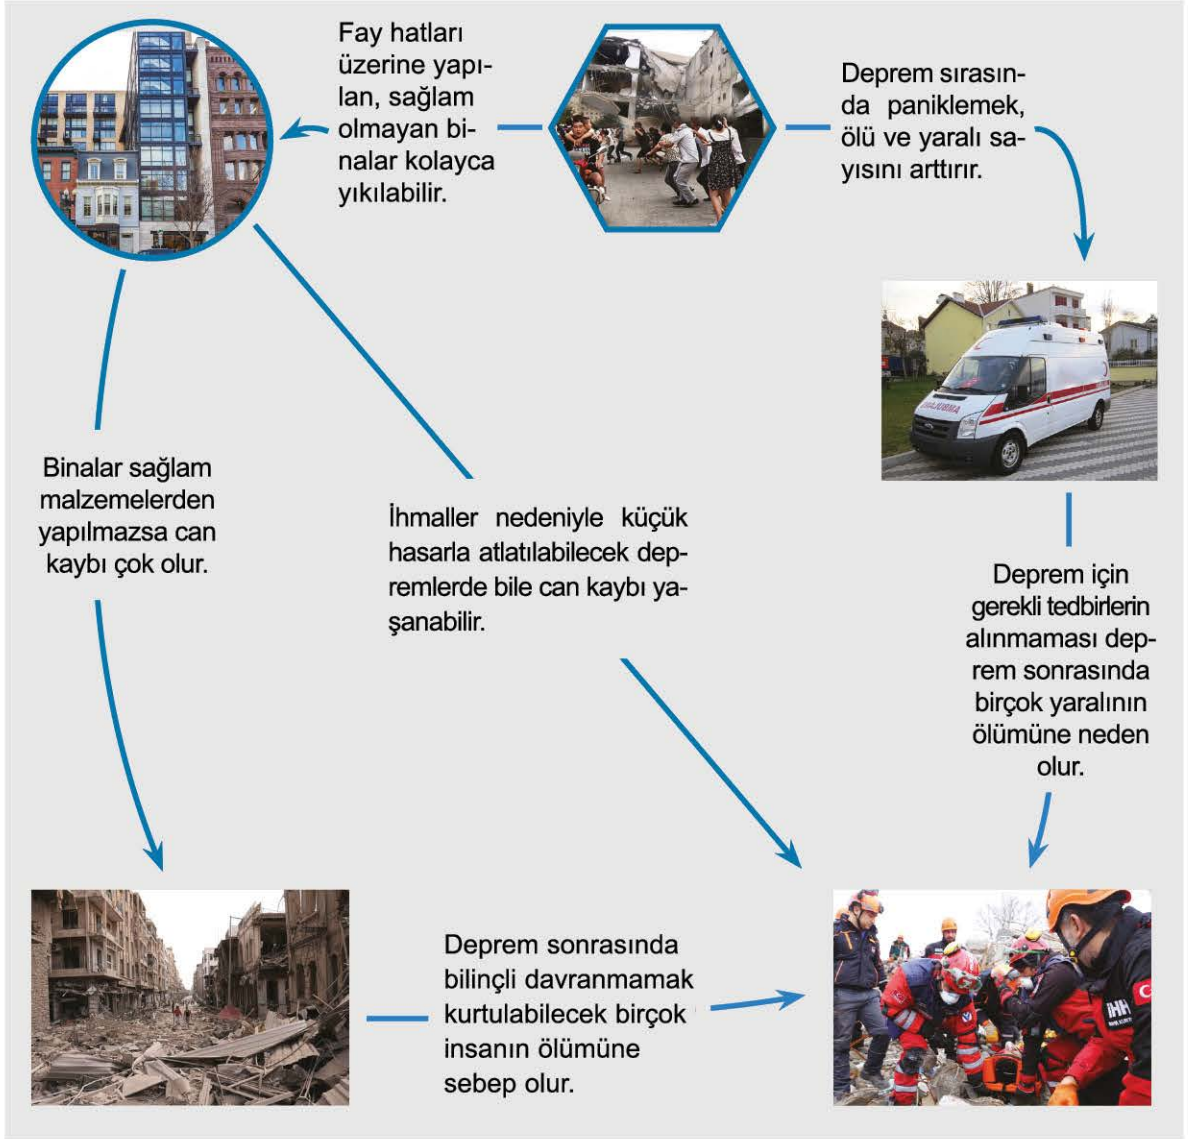 Fay hatları
üzerine yapı-
lan, sağlam
olmayan bi-
nalar kolayca
yıkılabilir.
Deprem sırasın-
da paniklemek,
ölü ve yaralı sa-
yısını arttırır.
AMBULANS
Binalar sağlam
malzemelerden
yapılmazsa can
kaybı çok olur.
İhmaller nedeniyle küçük
hasarla atlatılabilecek dep-
remlerde bile can kaybı ya-
şanabilir.
Deprem için
gerekli tedbirlerin
alınmaması dep-
rem sonrasında
birçok yaralının
ölümüne neden
olur.
Deprem sonrasında
bilinçli davranmamak
kurtulabilecek birçok
insanın ölümüne
sebep olur.
iHH